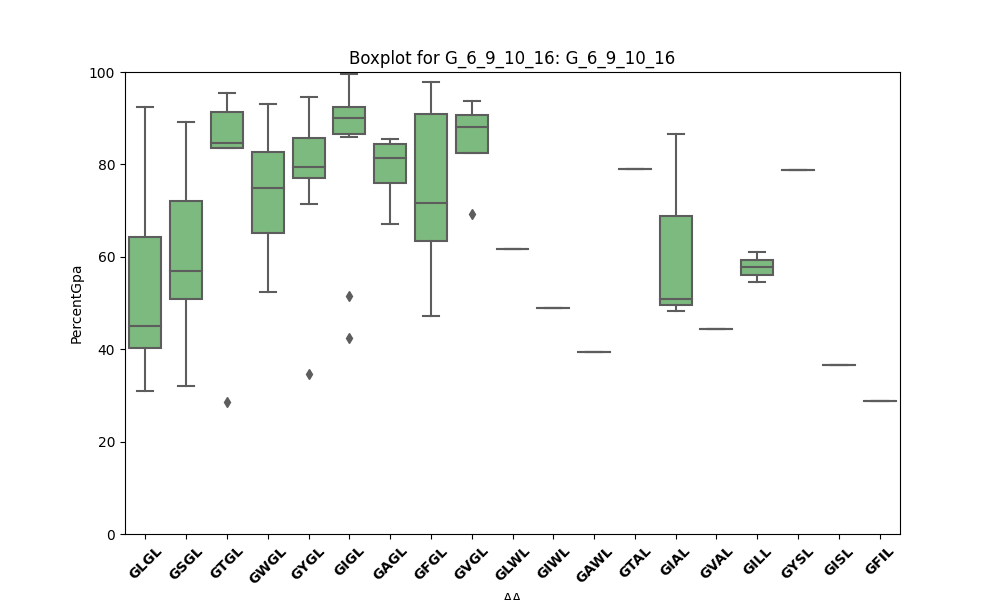 Boxplot for G_6_9_10_16: G_6_9_10_16
100
80
60
40
20
0
PercentGpa
GLGL
GSGL
GTGL
GWGL
GYGL
GIGL
GAGL
GFGL
GVGL
GLWL
GIWL
GAWL
GTAL
GIAL
GVAL
GILL
GYSL
GISL
GFIL
AA